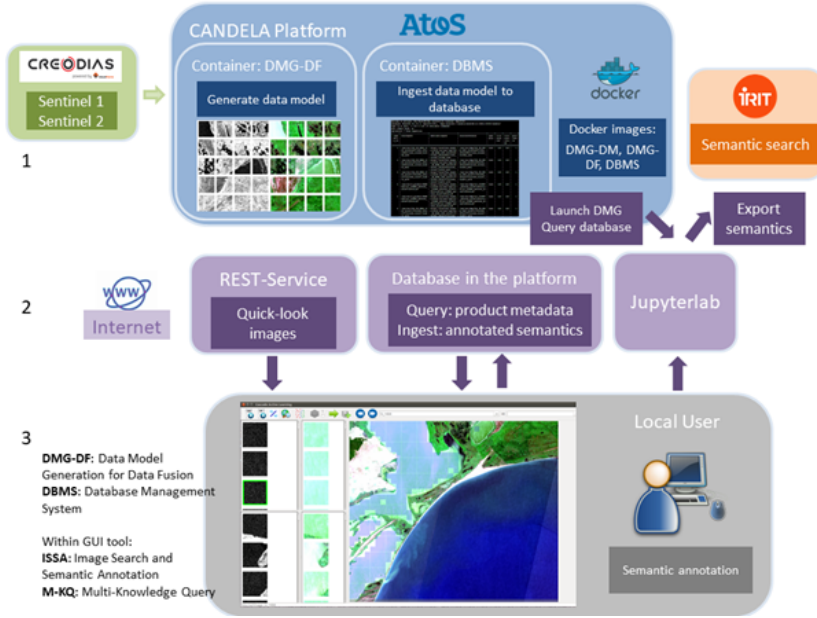 CANDELA Platform
Atos
CREODIAS
Sentinel 1
Sentinel 2
Container: DMG-DF
Generate data model
Container: DBMS
Ingest data model to
database
docker
Docker images:
DMG-DM, DMG-
DF, DBMS
IRIT
Semantic search
1
Launch DMG
Query database
Export
semantics
2
WWW
Internet
REST-Service
Quick-look
images
Database in the platform
Query: product metadata
Ingest: annotated semantics
Jupyterlab
3
DMG-DF: Data Model
Generation for Data Fusion
DBMS: Database Management
System
Within GUI tool:
ISSA: Image Search and
Semantic Annotation
M-KQ: Multi-Knowledge Query
Local User
Semantic annotation